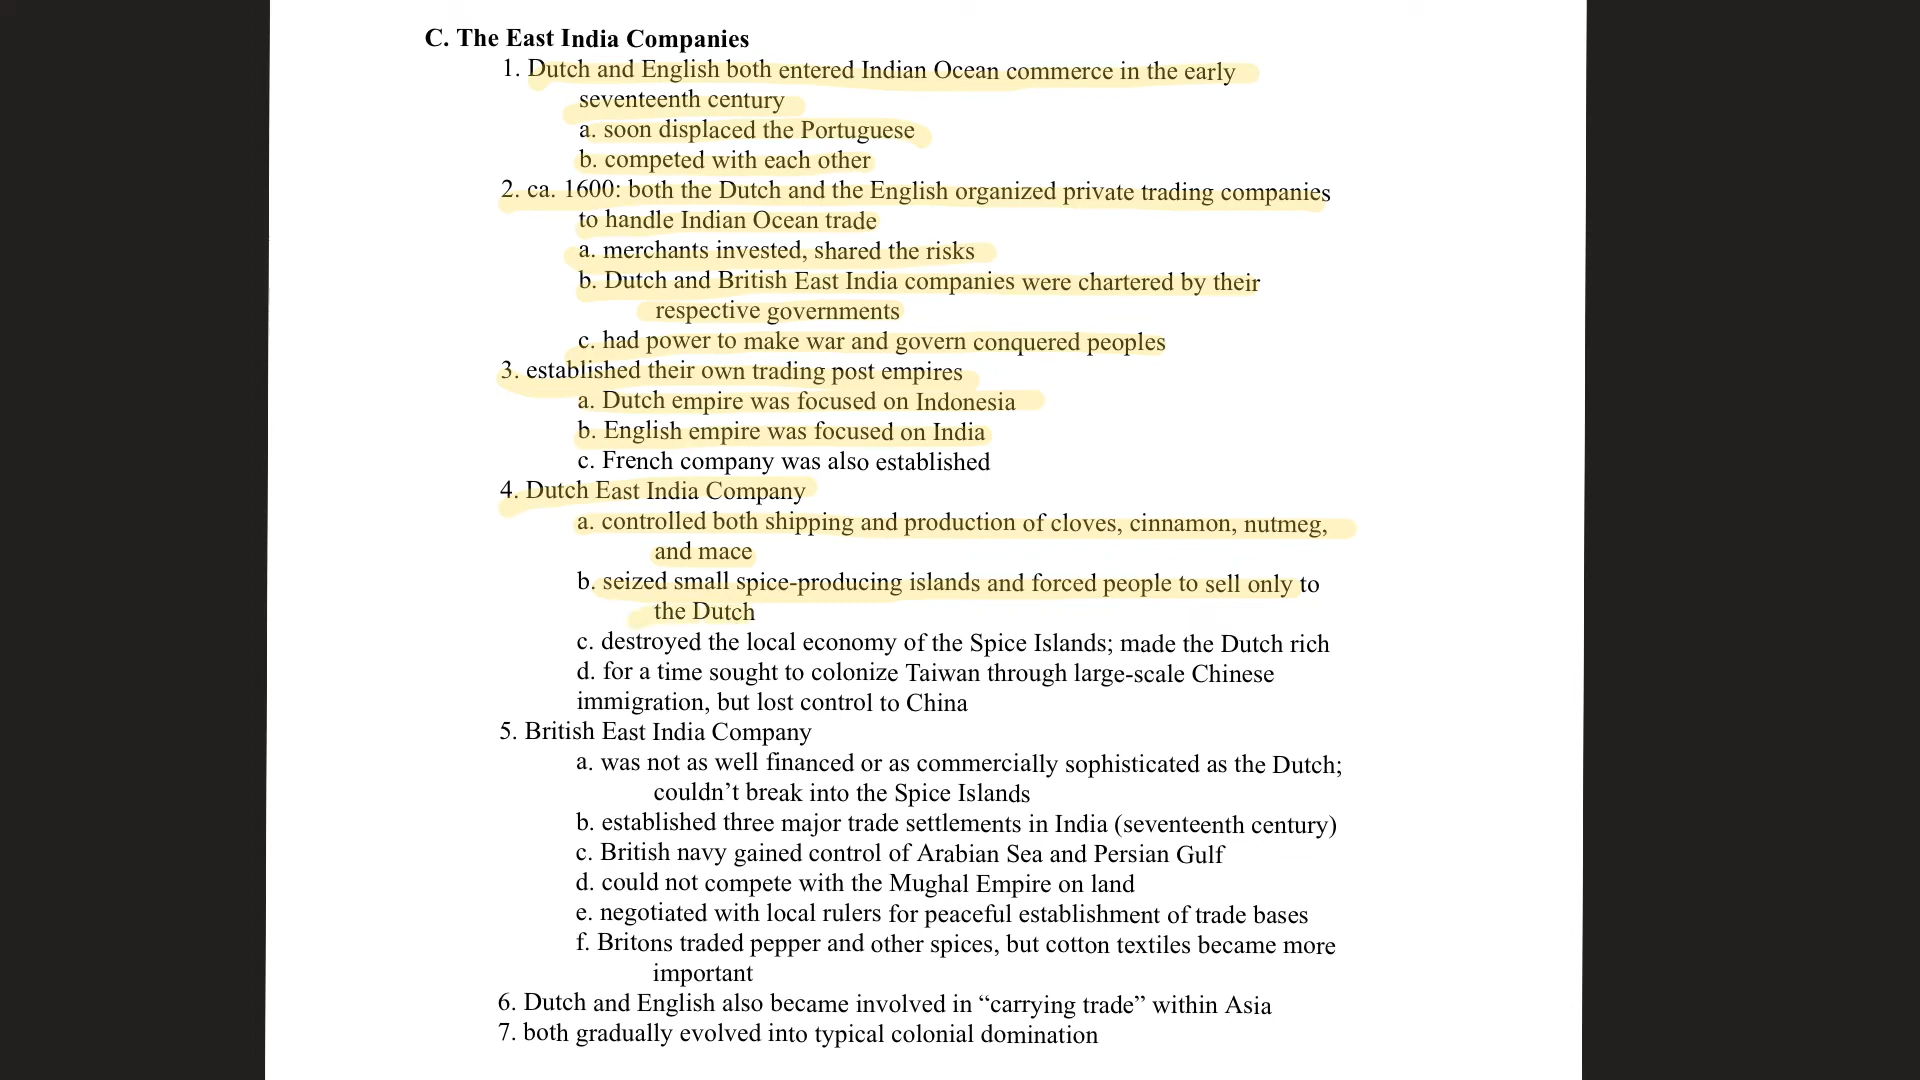 C. The East India Companies
1. Dutch and English both entered Indian Ocean commerce in the early
seventeenth century
a. soon displaced the Portuguese
b. competed with each other
2. ca. 1600: both the Dutch and the English organized private trading companies
to handle Indian Ocean trade
a. merchants invested, shared the risks
b. Dutch and British East India companies were chartered by their
respective governments
c. had power to make war and govern conquered peoples
3. established their own trading post empires
a. Dutch empire was focused on Indonesia
b. English empire was focused on India
c. French company was also established
4. Dutch East India Company
a. controlled both shipping and production of cloves, cinnamon, nutmeg,
and mace
b. seized small spice-producing islands and forced people to sell only to
the Dutch
c. destroyed the local economy of the Spice Islands; made the Dutch rich
d. for a time sought to colonize Taiwan through large-scale Chinese
immigration, but lost control to China
5. British East India Company
a. was not as well financed or as commercially sophisticated as the Dutch;
couldn’t break into the Spice Islands
b. established three major trade settlements in India (seventeenth century)
c. British navy gained control of Arabian Sea and Persian Gulf
d. could not compete with the Mughal Empire on land
e. negotiated with local rulers for peaceful establishment of trade bases
f. Britons traded pepper and other spices, but cotton textiles became more
important
6. Dutch and English also became involved in “carrying trade” within Asia
7. both gradually evolved into typical colonial domination